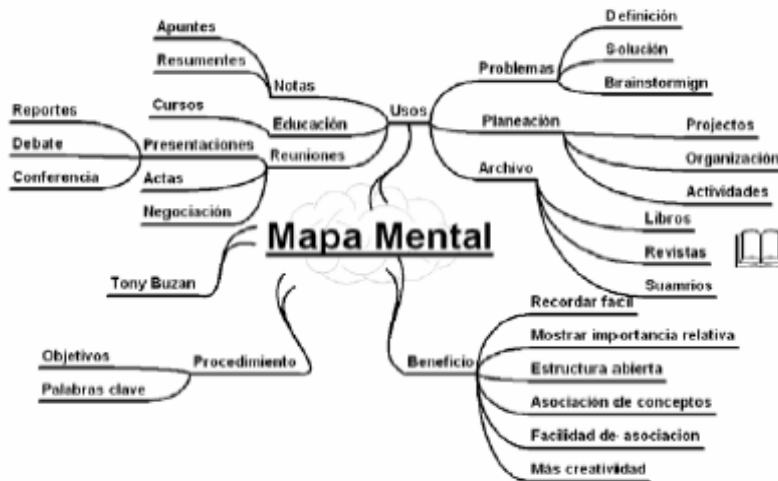 Mapa Mental
Usos
Notas
Apuntes
Resumentes
Educación
Cursos
Reuniones
Presentaciones
Reportes
Debate
Conferencia
Actas
Negociación
Problemas
Definición
Solución
Birainstormign
Planeación
Projectos
Organización
Actividades
Archivo
Libros
Revistas
Suamrios
Tony Buzan
Procedimiento
Objetivos
Palabras clave
Beneficio
Recordar facil
Mostrar importancia relativa
Estructura abierta
Asociación de conceptos
Facilidad de asociacion
Más creatividad